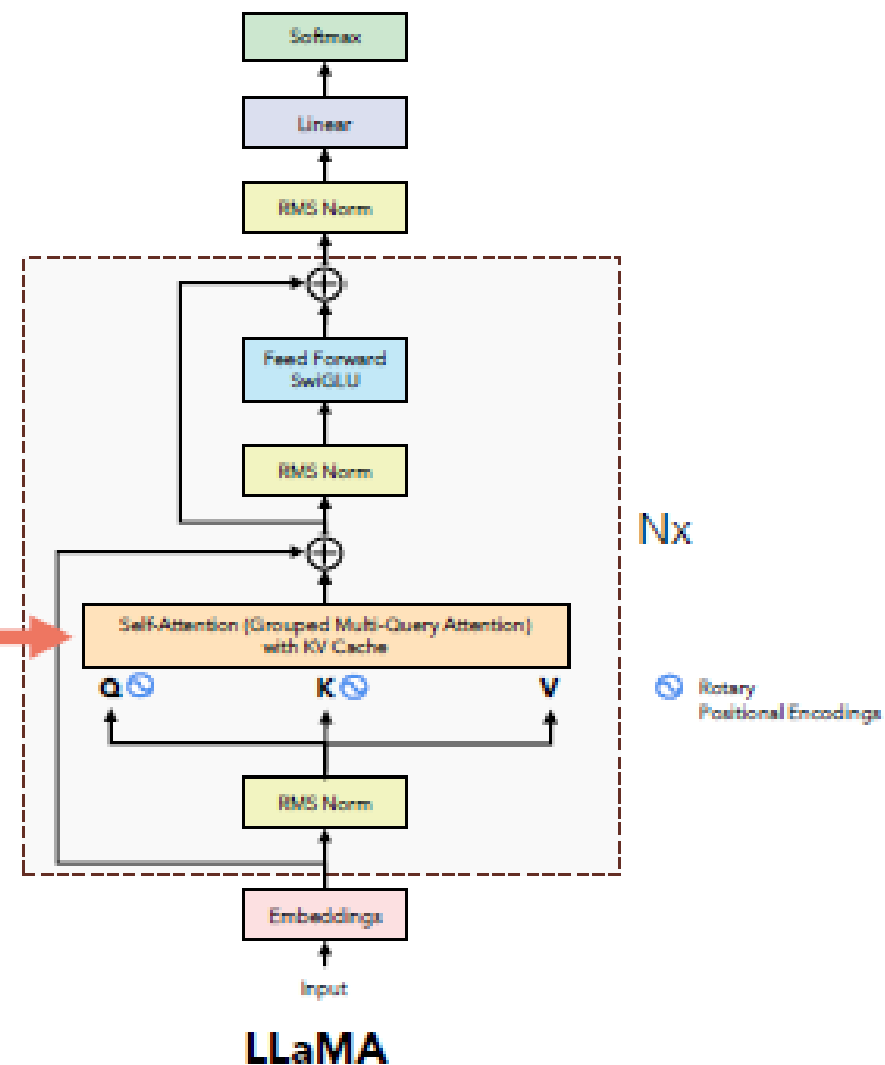 Softmax
Linear
RMS Norm
Feed Forward
SwiGLU
RMS Norm
Nx
Self-Attention (Grouped Multi-Query Attention)
with KV Cache
Q
K
V
Rotary
Positional Encodings
RMS Norm
Embeddings
Input
LLaMA